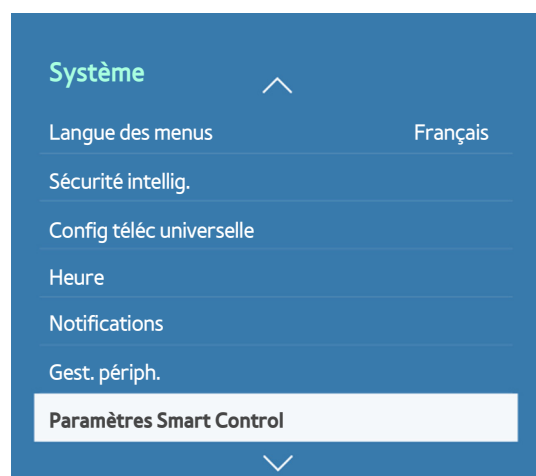 Système
Langue des menus Français
Sécurité intellig.
Config téléc universelle
Heure
Notifications
Gest. périph.
Paramètres Smart Control